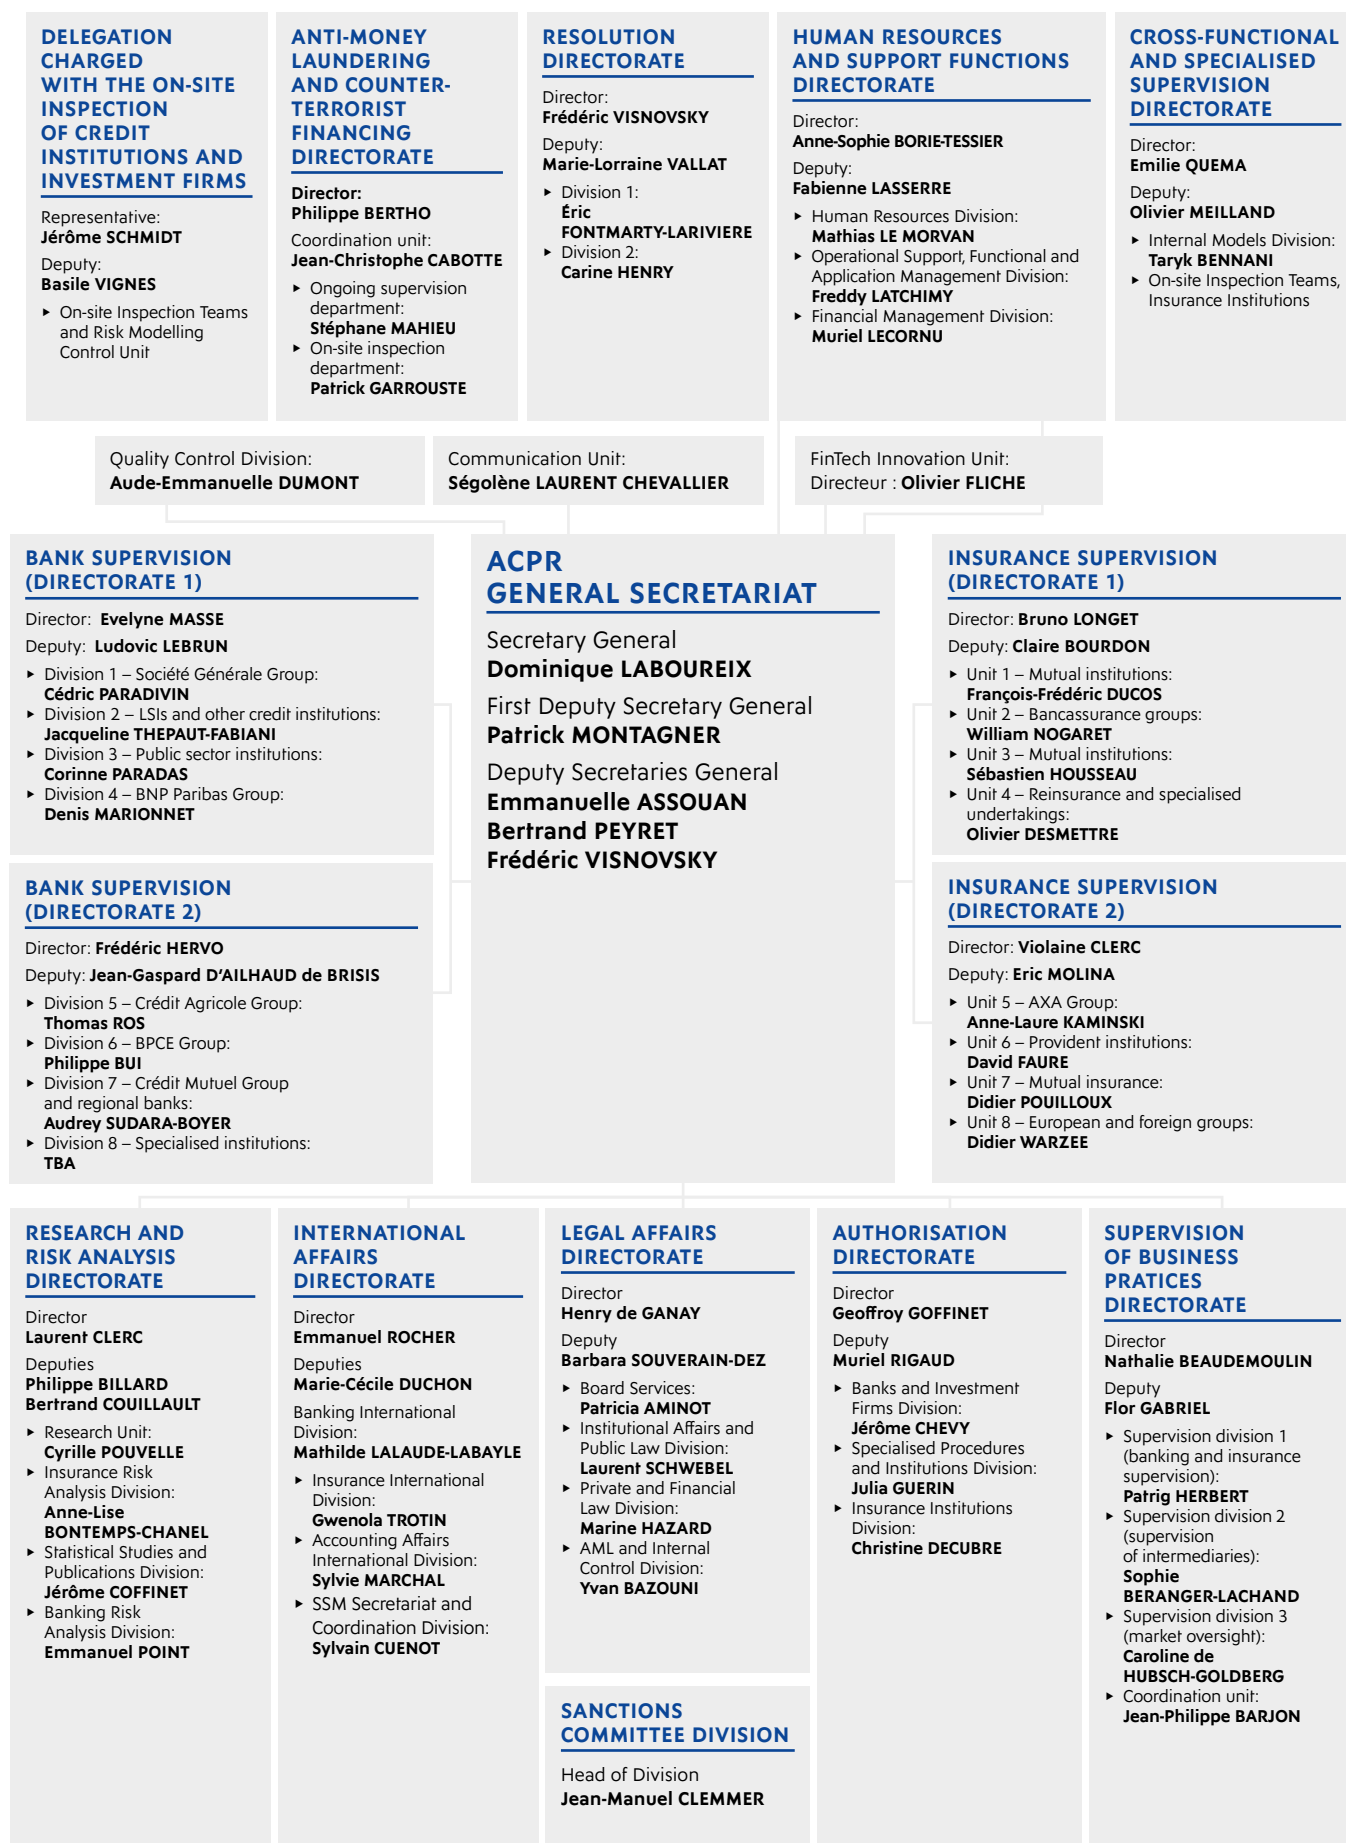 DELEGATION
CHARGED
WITH THE ON-SITE
INSPECTION
OF CREDIT
INSTITUTIONS AND
INVESTMENT FIRMS
Representative:
Jérôme SCHMIDT
Deputy:
Basile VIGNES
▸ On-site Inspection Teams
and Risk Modelling
Control Unit
ANTI-MONEY
LAUNDERING
AND COUNTER-
TERRORIST
FINANCING
DIRECTORATE
Director:
Philippe BERTHO
Coordination unit:
Jean-Christophe CABOTTE
▸ Ongoing supervision
department:
Stéphane MAHIEU
▸ On-site inspection
department:
Patrick GARROUSTE
RESOLUTION
DIRECTORATE
Director:
Frédéric VISNOVSKY
Deputy:
Marie-Lorraine VALLAT
▸ Division 1:
Éric
FONTMARTY-LARIVIERE
▸ Division 2:
Carine HENRY
HUMAN RESOURCES
AND SUPPORT FUNCTIONS
DIRECTORATE
Director:
Anne-Sophie BORIE-TESSIER
Deputy:
Fabienne LASSERRE
▸ Human Resources Division:
Mathias LE MORVAN
▸ Operational Support, Functional and
Application Management Division:
Freddy LATCHIMY
▸ Financial Management Division:
Muriel LECORNU
CROSS-FUNCTIONAL
AND SPECIALISED
SUPERVISION
DIRECTORATE
Director:
Emilie QUEMA
Deputy:
Olivier MEILLAND
▸ Internal Models Division:
Taryk BENNANI
▸ On-site Inspection Teams,
Insurance Institutions
Quality Control Division:
Aude-Emmanuelle DUMONT
Communication Unit:
Ségolène LAURENT CHEVALLIER
FinTech Innovation Unit:
Directeur : Olivier FLICHE
BANK SUPERVISION
(DIRECTORATE 1)
Director: Evelyne MASSE
Deputy: Ludovic LEBRUN
▸ Division 1 – Société Générale Group:
Cédric PARADIVIN
▸ Division 2 – LSIs and other credit institutions:
Jacqueline THEPAUT-FABIANI
▸ Division 3 – Public sector institutions:
Corinne PARADAS
▸ Division 4 – BNP Paribas Group:
Denis MARIONNET
BANK SUPERVISION
(DIRECTORATE 2)
Director: Frédéric HERVO
Deputy: Jean-Gaspard D'AILHAUD de BRISIS
▸ Division 5 – Crédit Agricole Group:
Thomas ROS
▸ Division 6 – BPCE Group:
Philippe BUI
▸ Division 7 – Crédit Mutuel Group
and regional banks:
Audrey SUDARA-BOYER
▸ Division 8 – Specialised institutions:
TBA
ACPR
GENERAL SECRETARIAT
Secretary General
Dominique LABOUREIX
First Deputy Secretary General
Patrick MONTAGNER
Deputy Secretaries General
Emmanuelle ASSOUAN
Bertrand PEYRET
Frédéric VISNOVSKY
INSURANCE SUPERVISION
(DIRECTORATE 1)
Director: Bruno LONGET
Deputy: Claire BOURDON
▸ Unit 1 – Mutual institutions:
François-Frédéric DUCOS
▸ Unit 2 – Bancassurance groups:
William NOGARET
▸ Unit 3 – Mutual institutions:
Sébastien HOUSSEAU
▸ Unit 4 – Reinsurance and specialised
undertakings:
Olivier DESMETTRE
INSURANCE SUPERVISION
(DIRECTORATE 2)
Director: Violaine CLERC
Deputy: Eric MOLINA
▸ Unit 5 – AXA Group:
Anne-Laure KAMINSKI
▸ Unit 6 – Provident institutions:
David FAURE
▸ Unit 7 – Mutual insurance:
Didier POUILLOUX
▸ Unit 8 – European and foreign groups:
Didier WARZEE
RESEARCH AND
RISK ANALYSIS
DIRECTORATE
Director
Laurent CLERC
Deputies
Philippe BILLARD
Bertrand COUILLAULT
▸ Research Unit:
Cyrille POUVELLE
▸ Insurance Risk
Analysis Division:
Anne-Lise
BONTEMPS-CHANEL
▸ Statistical Studies and
Publications Division:
Jérôme COFFINET
▸ Banking Risk
Analysis Division:
Emmanuel POINT
INTERNATIONAL
AFFAIRS
DIRECTORATE
Director
Emmanuel ROCHER
Deputies
Marie-Cécile DUCHON
Banking International
Division:
Mathilde LALAUDE-LABAYLE
▸ Insurance International
Division:
Gwenola TROTIN
▸ Accounting Affairs
International Division:
Sylvie MARCHAL
▸ SSM Secretariat and
Coordination Division:
Sylvain CUENOT
LEGAL AFFAIRS
DIRECTORATE
Director
Henry de GANAY
Deputy
Barbara SOUVERAIN-DEZ
▸ Board Services:
Patricia AMINOT
▸ Institutional Affairs and
Public Law Division:
Laurent SCHWEBEL
▸ Private and Financial
Law Division:
Marine HAZARD
▸ AML and Internal
Control Division:
Yvan BAZOUNI
SANCTIONS
COMMITTEE DIVISION
Head of Division
Jean-Manuel CLEMMER
AUTHORISATION
DIRECTORATE
Director
Geoffroy GOFFINET
Deputy
Muriel RIGAUD
▸ Banks and Investment
Firms Division:
Jérôme CHEVY
▸ Specialised Procedures
and Institutions Division:
Julia GUERIN
▸ Insurance Institutions
Division:
Christine DECUBRE
SUPERVISION
OF BUSINESS
PRATICES
DIRECTORATE
Director
Nathalie BEAUDEMOULIN
Deputy
Flor GABRIEL
▸ Supervision division 1
(banking and insurance
supervision):
Patrig HERBERT
▸ Supervision division 2
(supervision
of intermediaries):
Sophie
BERANGER-LACHAND
▸ Supervision division 3
(market oversight):
Caroline de
HUBSCH-GOLDBERG
▸ Coordination unit:
Jean-Philippe BARJON